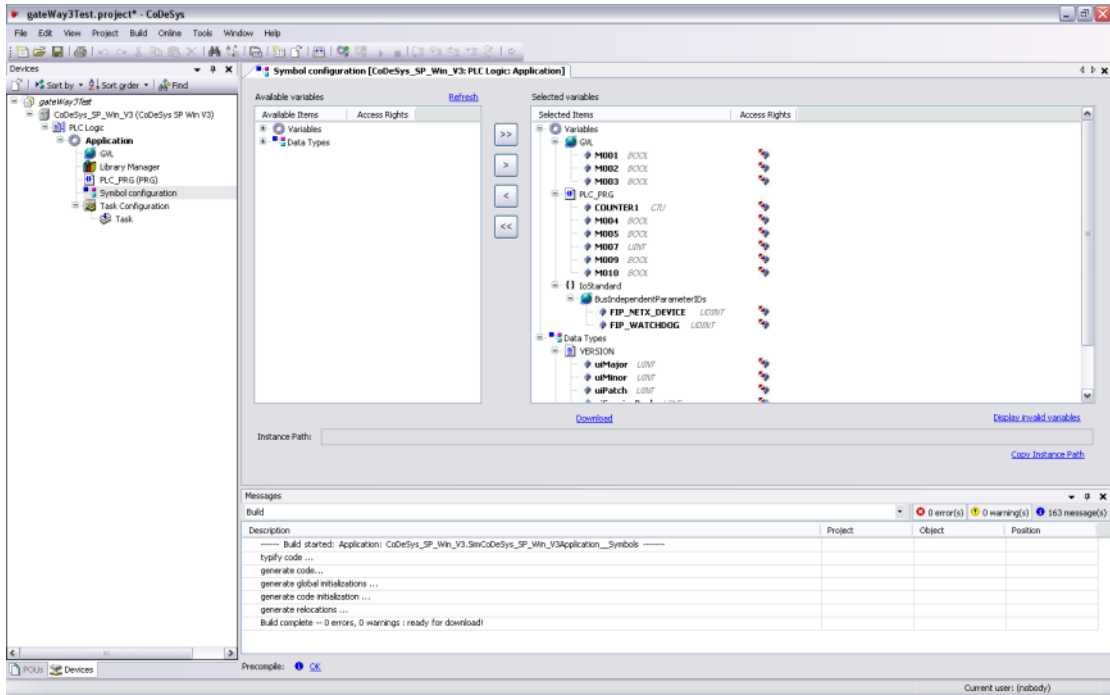 gateWay3Test.project* - CoDeSys
File Edit View Project Build Online Tools Window Help
Devices
Sort by Sort order Find
gateWay3Test
CoDeSys_SP_Win_V3 (CoDeSys SP Win V3)
PLC Logic
Application
GVL
Library Manager
PLC_PRG (PRG)
Symbol configuration
Task Configuration
Task
POUs Devices
Symbol configuration [CoDeSys_SP_Win_V3: PLC Logic: Application]
Available variables Refresh
Available Items Access Rights
Variables
Data Types
>>
>
<
<<
Selected variables
Selected Items Access Rights
Variables
GVL
M001 BOOL
M002 BOOL
M003 BOOL
PLC_PRG
COUNTER1 CTU
M004 BOOL
M005 BOOL
M007 UINT
M009 BOOL
M010 BOOL
{} IoStandard
BusIndependentParameterIDs
FIP_NETX_DEVICE UDINT
FIP_WATCHDOG UDINT
Data Types
VERSION
uiMajor UINT
uiMinor UINT
uiPatch UINT
Download Display invalid variables
Instance Path:
Copy Instance Path
Messages
Build 0 error(s) 0 warning(s) 163 message(s)
Description Project Object Position
------ Build started: Application: CoDeSys_SP_Win_V3.SimCoDeSys_SP_Win_V3Application__Symbols -------
typify code ...
generate code...
generate global initializations ...
generate code initialization ...
generate relocations ...
Build complete -- 0 errors, 0 warnings : ready for download!
Precompile: OK
Current user: (nobody)